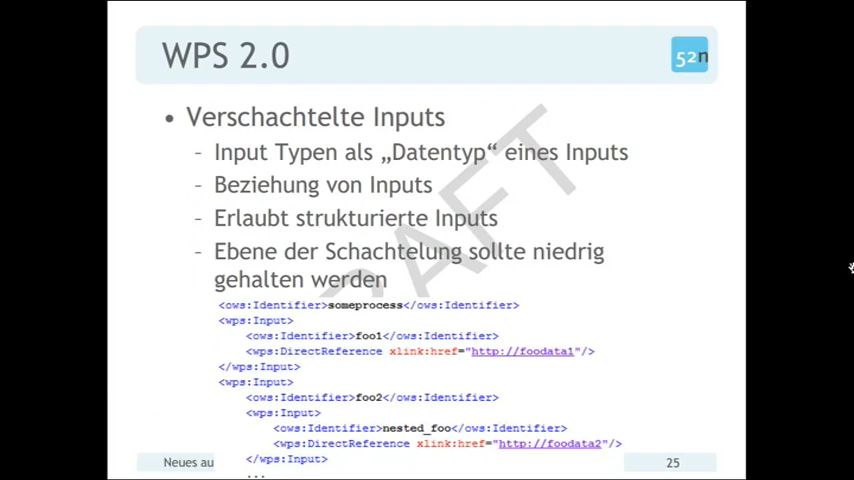 WPS 2.0
52n
• Verschachtelte Inputs
– Input Typen als „Datentyp“ eines Inputs
– Beziehung von Inputs
– Erlaubt strukturierte Inputs
– Ebene der Schachtelung sollte niedrig
gehalten werden
DRAFT
<ows:Identifier>someprocess</ows:Identifier>
<wps:Input>
<ows:Identifier>foo1</ows:Identifier>
<wps:DirectReference xlink:href="http://foodata1"/>
</wps:Input>
<wps:Input>
<ows:Identifier>foo2</ows:Identifier>
<wps:Input>
<ows:Identifier>nested_foo</ows:Identifier>
<wps:DirectReference xlink:href="http://foodata2"/>
</wps:Input>
...
Neues au
25